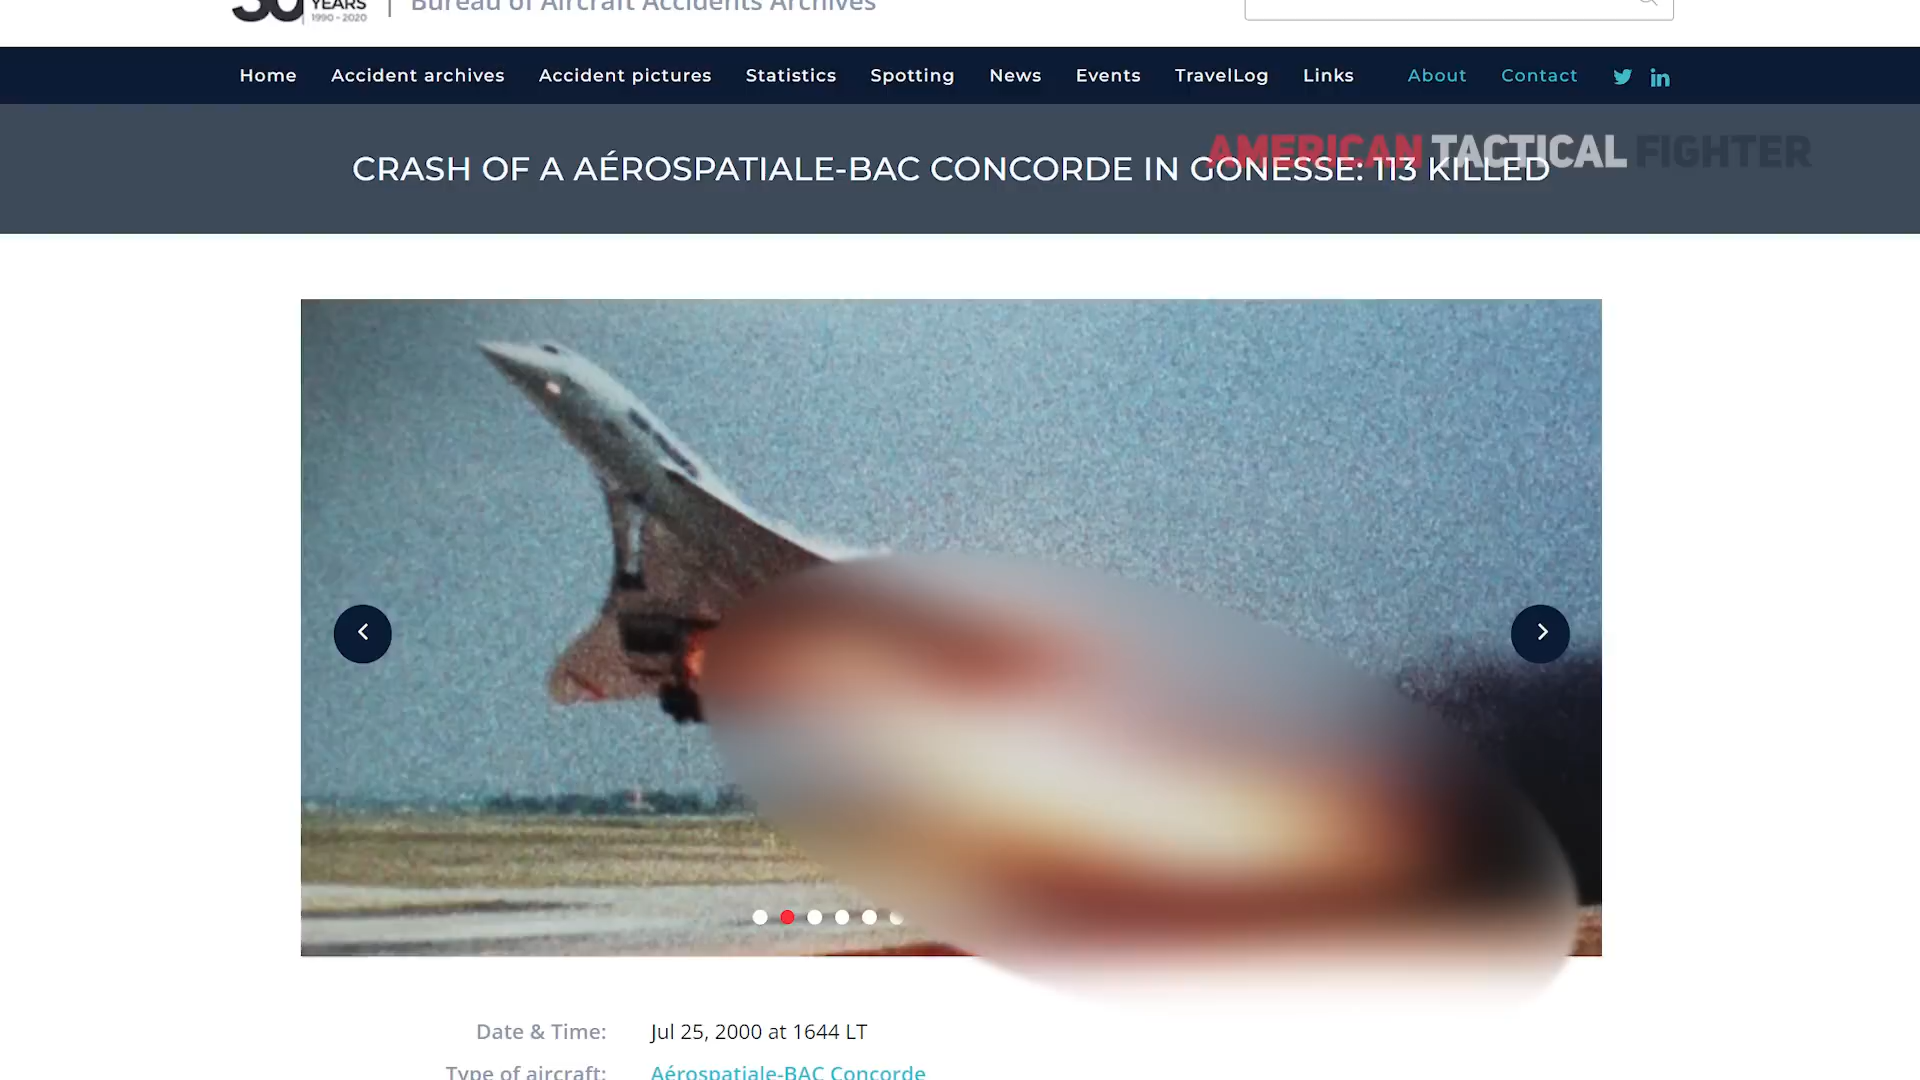 30 YEARS
1990 - 2020
Bureau of Aircraft Accidents Archives
Home Accident archives Accident pictures Statistics Spotting News Events TravelLog Links About Contact
AMERICAN TACTICAL FIGHTER
CRASH OF A AÉROSPATIALE-BAC CONCORDE IN GONESSE: 113 KILLED
Date & Time: Jul 25, 2000 at 1644 LT
Type of aircraft: Aérospatiale-BAC Concorde